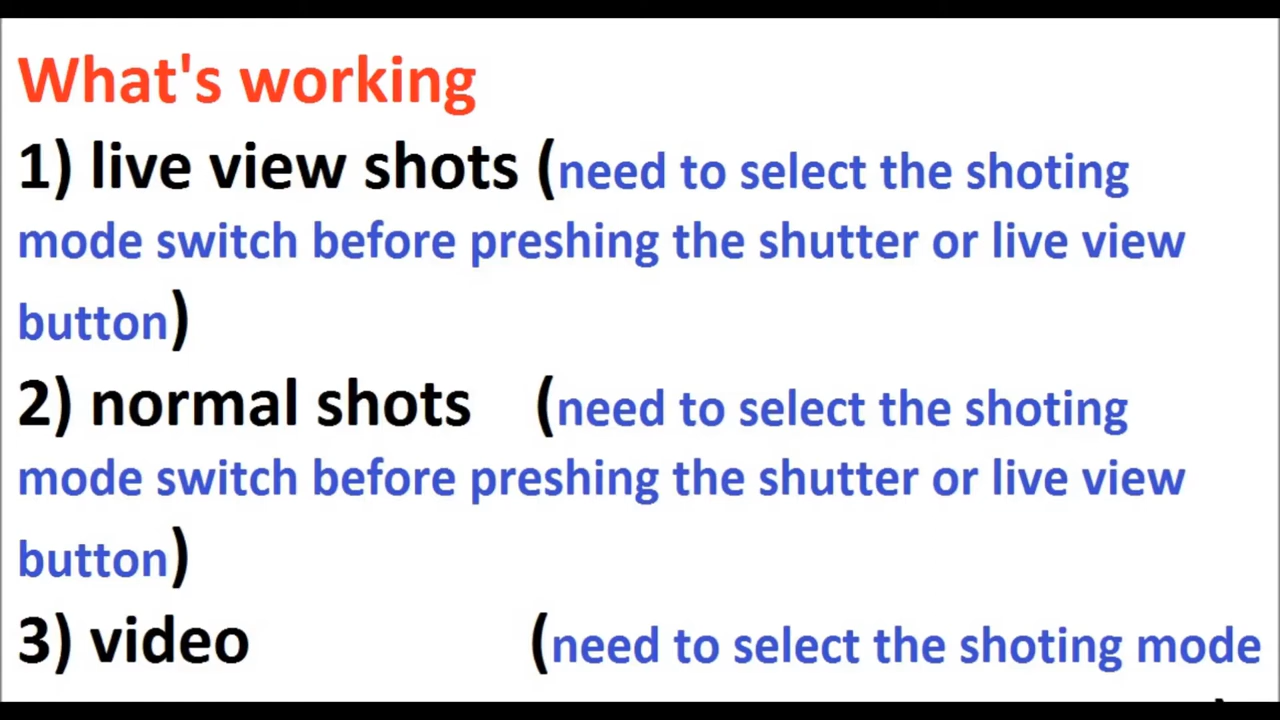 What's working
1) live view shots (need to select the shoting
mode switch before preshing the shutter or live view
button)
2) normal shots (need to select the shoting
mode switch before preshing the shutter or live view
button)
3) video (need to select the shoting mode